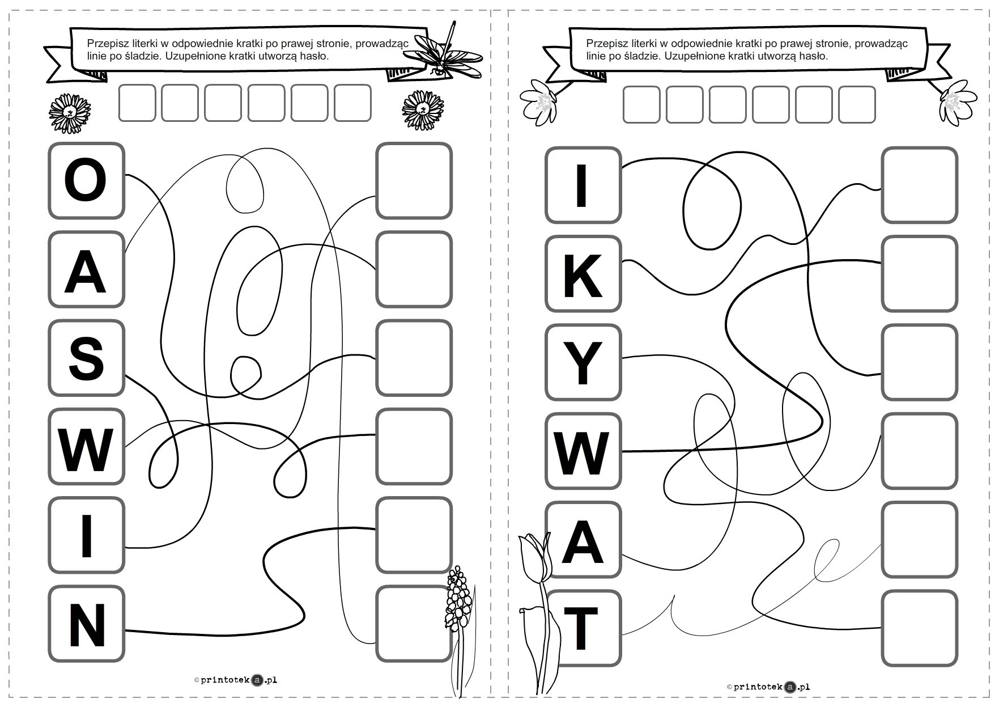 Przepisz literki w odpowiednie kratki po prawej stronie, prowadząc
linie po śladzie. Uzupełnione kratki utworzą hasło.
O
A
S
W
I
N
© printoteka.pl
Przepisz literki w odpowiednie kratki po prawej stronie, prowadząc
linie po śladzie. Uzupełnione kratki utworzą hasło.
I
K
Y
W
A
T
© printoteka.pl